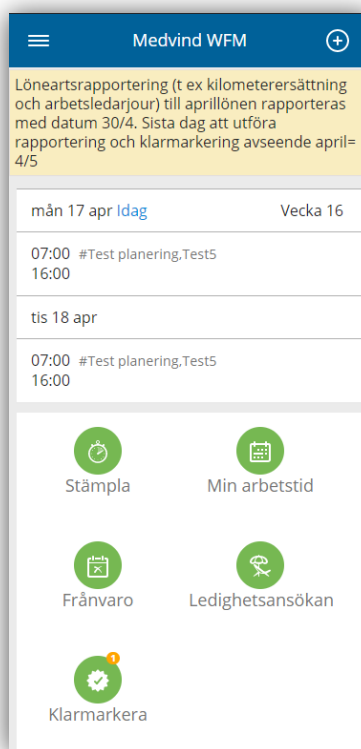 Medvind WFM
Löneartsrapportering (t ex kilometerersättning
och arbetsledarjour) till aprillönen rapporteras
med datum 30/4. Sista dag att utföra
rapportering och klarmarkering avseende april=
4/5
mån 17 apr Idag Vecka 16
07:00 #Test planering,Test5
16:00
tis 18 apr
07:00 #Test planering,Test5
16:00
Stämpla Min arbetstid
Frånvaro Ledighetsansökan
1
Klarmarkera